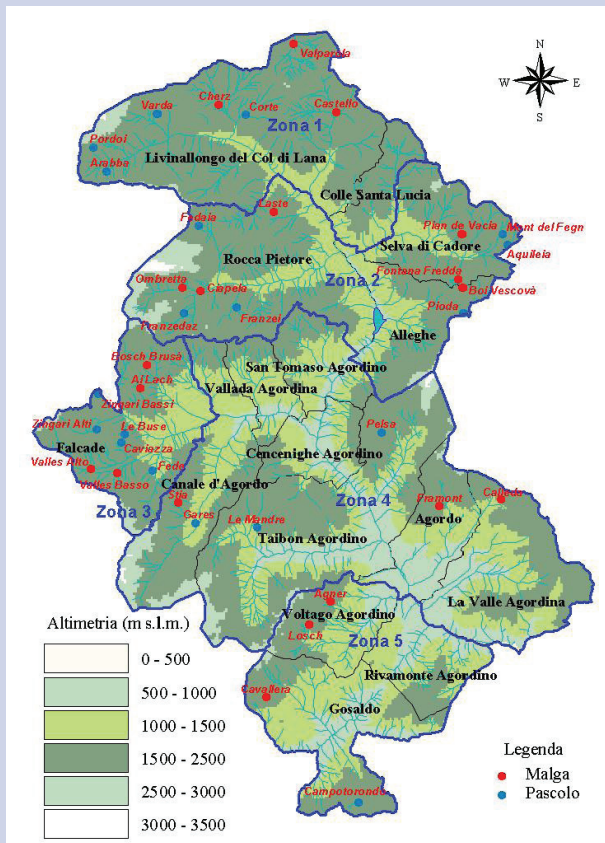 N
W E
S
Valparola
Cherz
Varda
Corte
Castello
Zona 1
Pordoi
Arabba
Livinallongo del Col di Lana
Colle Santa Lucia
Laste
Fedaia
Plan de Vacia
Mont del Fegn
Selva di Cadore
Aquileia
Rocca Pietore
Fontana Fredda
Zona 2
Ombretta
Ciapela
Boi Vescovà
Franzedaz
Franzei
Pioda
Alleghe
Bosch Brusà
San Tomaso Agordino
Ai Lach
Vallada Agordina
Zingari Bassi
Zingari Alti
Le Buse
Pelsa
Falcade
Caviazza
Cencenighe Agordino
Valles Alto
Fede
Valles Basso
Canale d'Agordo
Zona 4
Stia
Framont
Calleda
Zona 3
Gares
Le Mandre
Agordo
Taibon Agordino
Agner
La Valle Agordina
Voltago Agordino
Altimetria (m s.l.m.)
Losch
Zona 5
0 - 500
Rivamonte Agordino
500 - 1000
Cavallera
Gosaldo
1000 - 1500
1500 - 2500
Legenda
2500 - 3000
Malga
Campotorondo
Pascolo
3000 - 3500